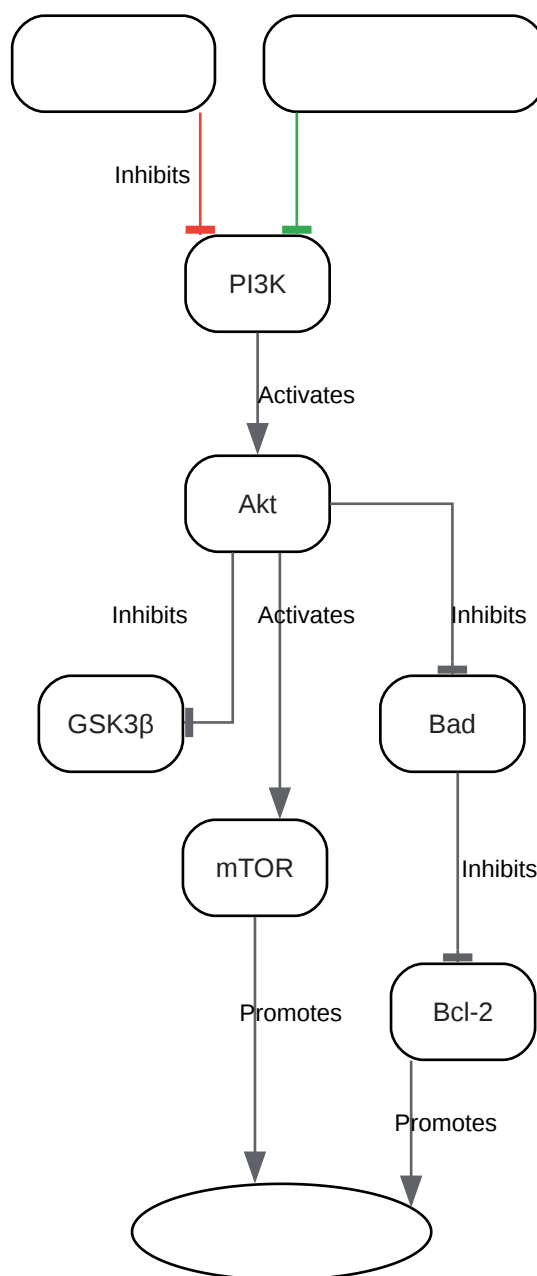 Inhibits
PI3K
Activates
Akt
Inhibits
Activates
Inhibits
GSK3β
Bad
mTOR
Inhibits
Bcl-2
Promotes
Promotes